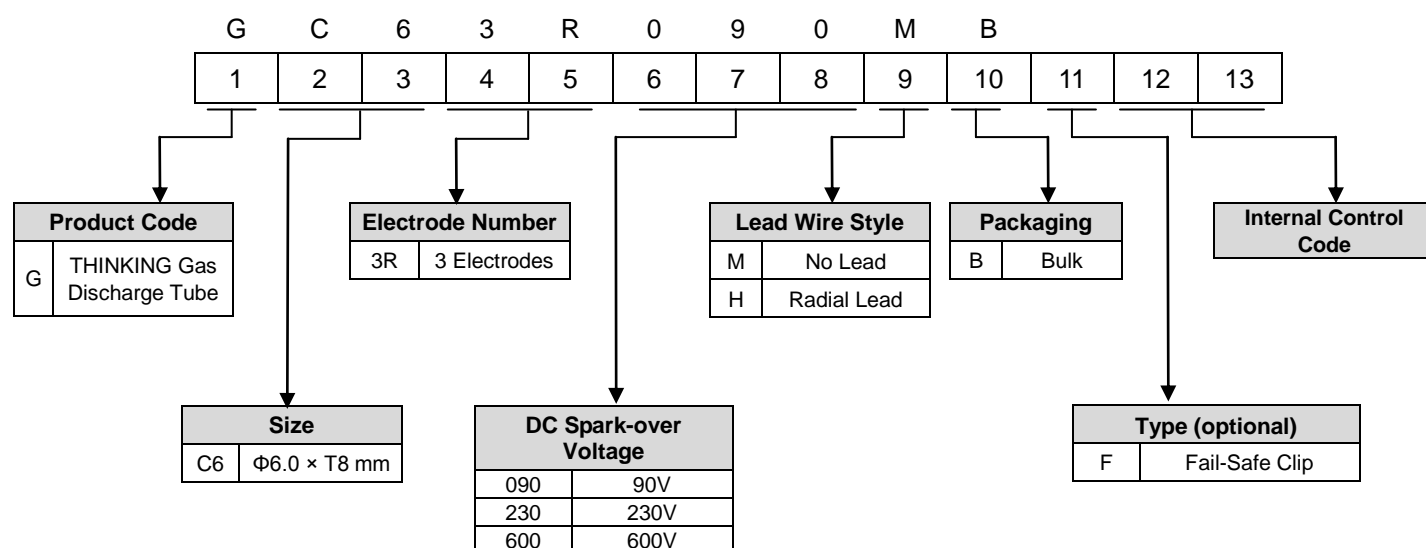 G C 6 3 R 0 9 0 M B
1 2 3 4 5 6 7 8 9 10 11 12 13
Product Code
G THINKING Gas
Discharge Tube
Electrode Number
3R 3 Electrodes
Lead Wire Style
M No Lead
H Radial Lead
Packaging
B Bulk
Internal Control
Code
Size
C6 Φ6.0 × T8 mm
DC Spark-over
Voltage
090 90V
230 230V
600 600V
Type (optional)
F Fail-Safe Clip